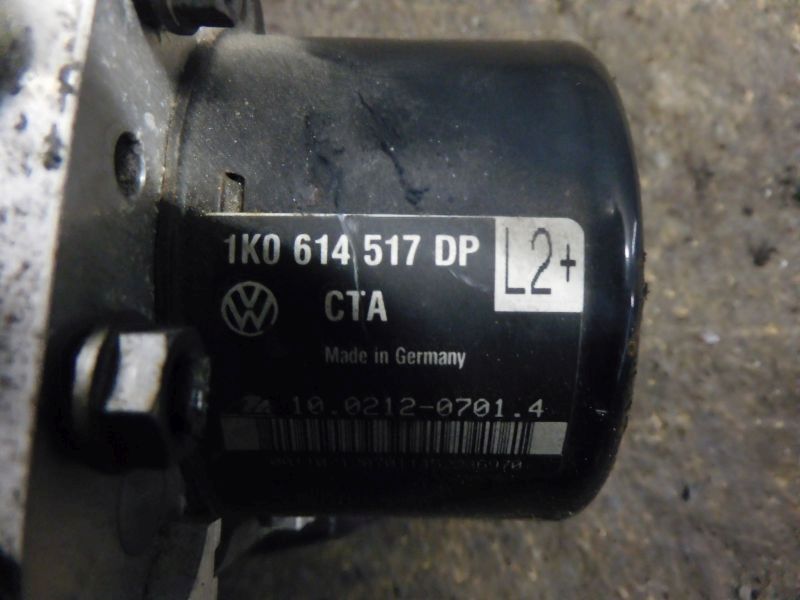 1K0 614 517 DP
L2+
CTA
Made in Germany
10.0212-0701.4